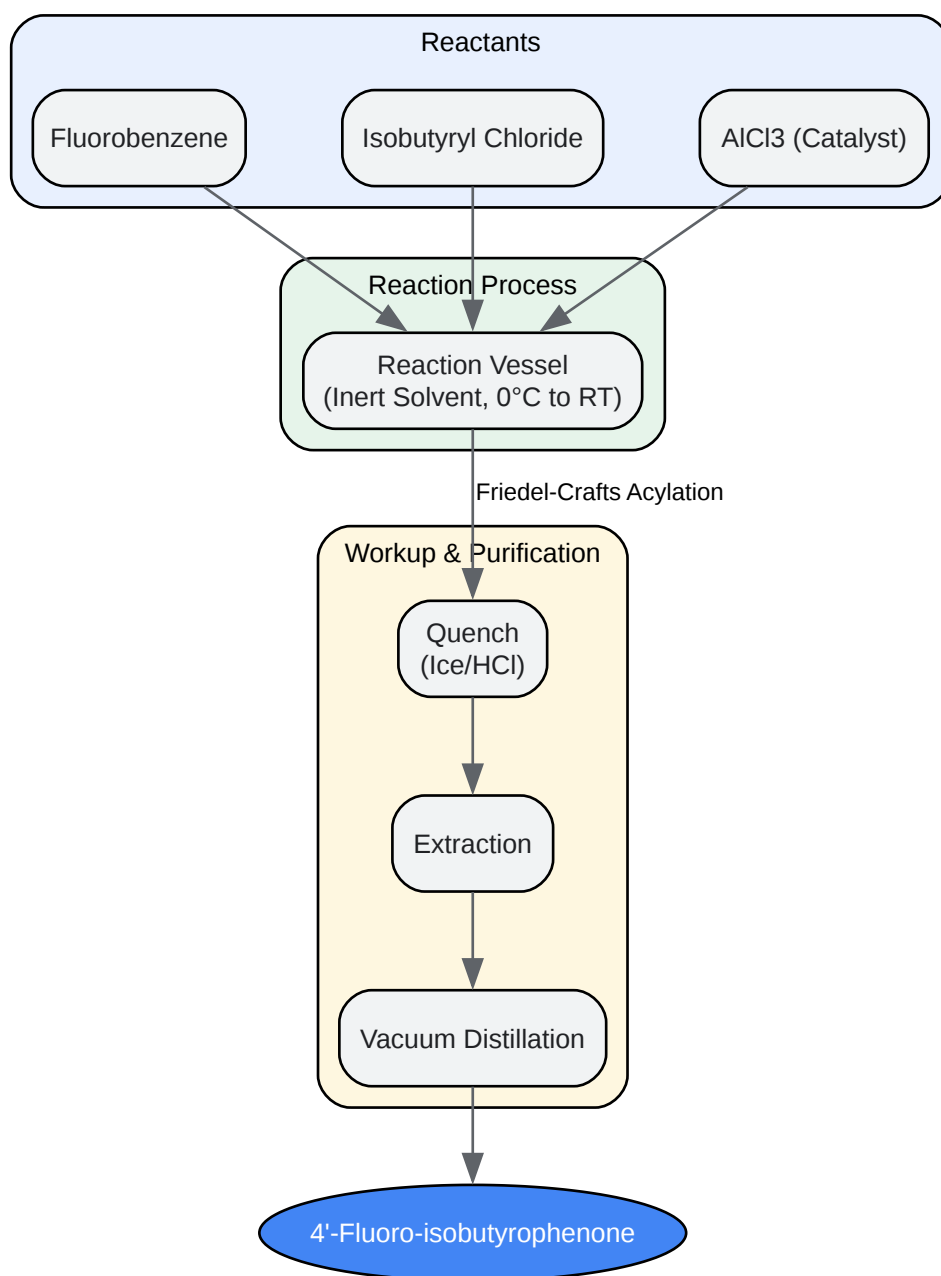 Reactants
Fluorobenzene
Isobutyryl Chloride
AlCl3 (Catalyst)
Reaction Process
Reaction Vessel
(Inert Solvent, 0°C to RT)
Friedel-Crafts Acylation
Workup & Purification
Quench
(Ice/HCl)
Extraction
Vacuum Distillation
4'-Fluoro-isobutyrophenone